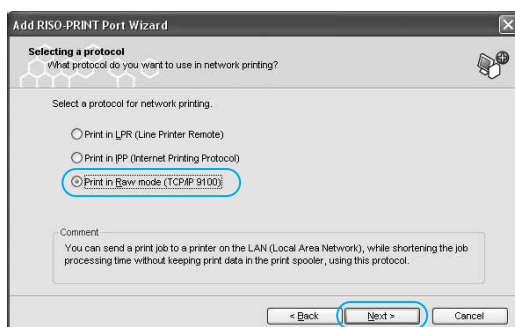 Add RISO-PRINT Port Wizard
Selecting a protocol
What protocol do you want to use in network printing?
Select a protocol for network printing.
Print in LPR (Line Printer Remote)
Print in IPP (Internet Printing Protocol)
Print in Raw mode (TCP/IP 9100)
Comment
You can send a print job to a printer on the LAN (Local Area Network), while shortening the job
processing time without keeping print data in the print spooler, using this protocol.
< Back Next > Cancel